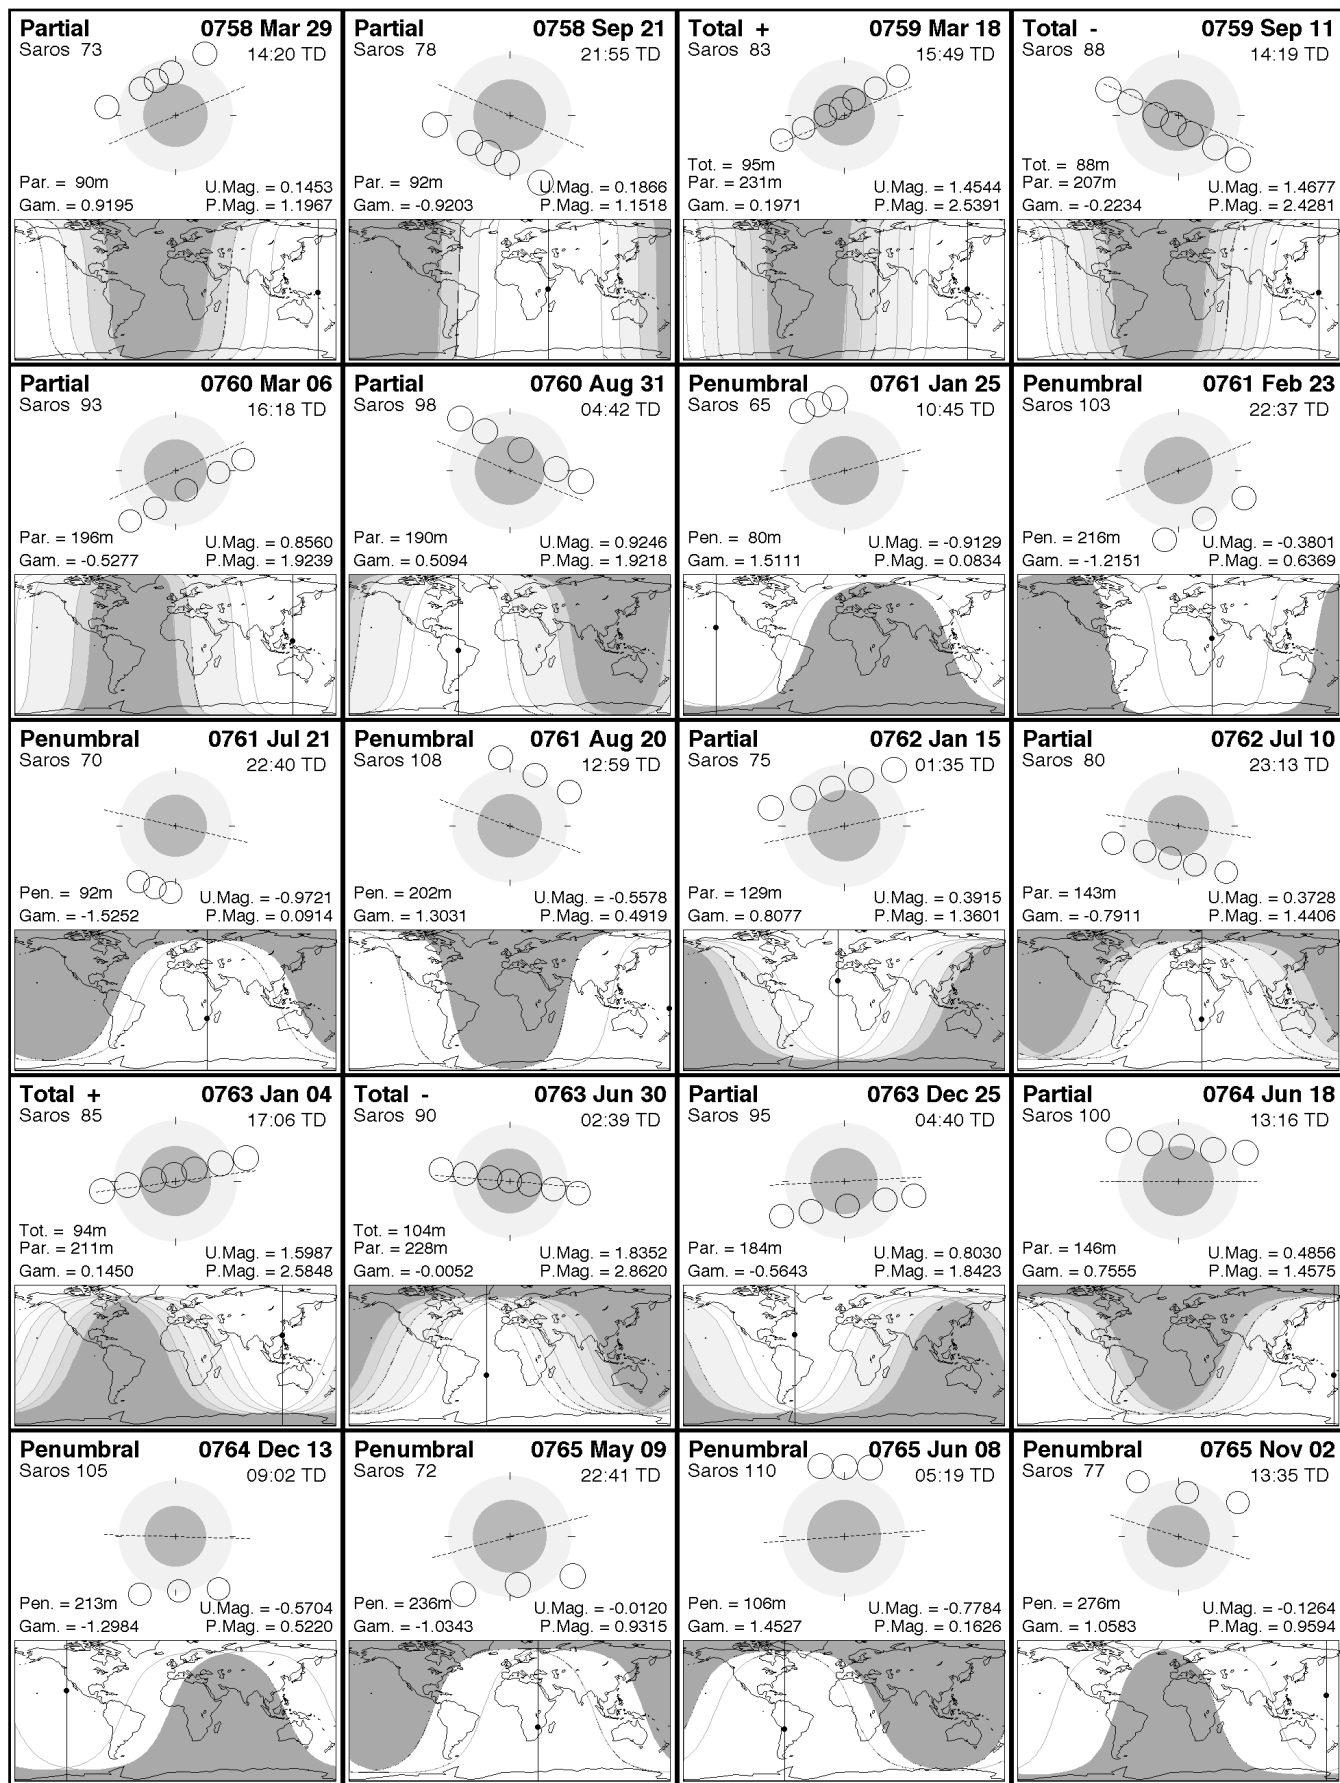 Partial 0758 Mar 29
Saros 73 14:20 TD
Par. = 90m U.Mag. = 0.1453
Gam. = 0.9195 P.Mag. = 1.1967
Partial 0758 Sep 21
Saros 78 21:55 TD
Par. = 92m U.Mag. = 0.1866
Gam. = -0.9203 P.Mag. = 1.1518
Total + 0759 Mar 18
Saros 83 15:49 TD
Tot. = 95m
Par. = 231m U.Mag. = 1.4544
Gam. = 0.1971 P.Mag. = 2.5391
Total - 0759 Sep 11
Saros 88 14:19 TD
Tot. = 88m
Par. = 207m U.Mag. = 1.4677
Gam. = -0.2234 P.Mag. = 2.4281
Partial 0760 Mar 06
Saros 93 16:18 TD
Par. = 196m U.Mag. = 0.8560
Gam. = -0.5277 P.Mag. = 1.9239
Partial 0760 Aug 31
Saros 98 04:42 TD
Par. = 190m U.Mag. = 0.9246
Gam. = 0.5094 P.Mag. = 1.9218
Penumbral 0761 Jan 25
Saros 65 10:45 TD
Pen. = 80m U.Mag. = -0.9129
Gam. = 1.5111 P.Mag. = 0.0834
Penumbral 0761 Feb 23
Saros 103 22:37 TD
Pen. = 216m U.Mag. = -0.3801
Gam. = -1.2151 P.Mag. = 0.6369
Penumbral 0761 Jul 21
Saros 70 22:40 TD
Pen. = 92m U.Mag. = -0.9721
Gam. = -1.5252 P.Mag. = 0.0914
Penumbral 0761 Aug 20
Saros 108 12:59 TD
Pen. = 202m U.Mag. = -0.5578
Gam. = 1.3031 P.Mag. = 0.4919
Partial 0762 Jan 15
Saros 75 01:35 TD
Par. = 129m U.Mag. = 0.3915
Gam. = 0.8077 P.Mag. = 1.3601
Partial 0762 Jul 10
Saros 80 23:13 TD
Par. = 143m U.Mag. = 0.3728
Gam. = -0.7911 P.Mag. = 1.4406
Total + 0763 Jan 04
Saros 85 17:06 TD
Tot. = 94m
Par. = 211m U.Mag. = 1.5987
Gam. = 0.1450 P.Mag. = 2.5848
Total - 0763 Jun 30
Saros 90 02:39 TD
Tot. = 104m
Par. = 228m U.Mag. = 1.8352
Gam. = -0.0052 P.Mag. = 2.8620
Partial 0763 Dec 25
Saros 95 04:40 TD
Par. = 184m U.Mag. = 0.8030
Gam. = -0.5643 P.Mag. = 1.8423
Partial 0764 Jun 18
Saros 100 13:16 TD
Par. = 146m U.Mag. = 0.4856
Gam. = 0.7555 P.Mag. = 1.4575
Penumbral 0764 Dec 13
Saros 105 09:02 TD
Pen. = 213m U.Mag. = -0.5704
Gam. = -1.2984 P.Mag. = 0.5220
Penumbral 0765 May 09
Saros 72 22:41 TD
Pen. = 236m U.Mag. = -0.0120
Gam. = -1.0343 P.Mag. = 0.9315
Penumbral 0765 Jun 08
Saros 110 05:19 TD
Pen. = 106m U.Mag. = -0.7784
Gam. = 1.4527 P.Mag. = 0.1626
Penumbral 0765 Nov 02
Saros 77 13:35 TD
Pen. = 276m U.Mag. = -0.1264
Gam. = 1.0583 P.Mag. = 0.9594